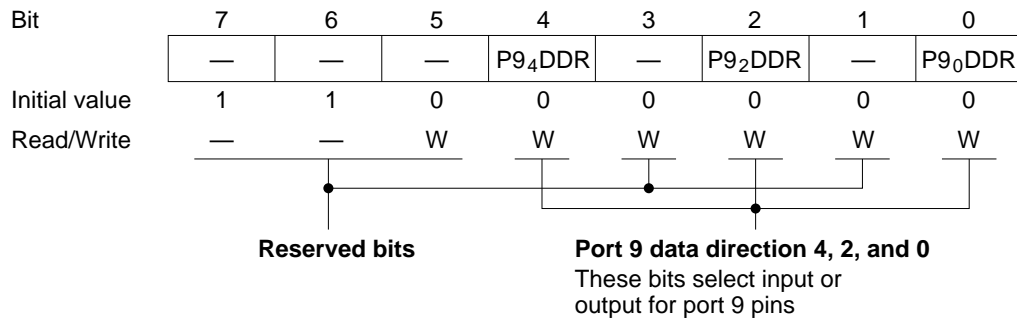 Bit 7 6 5 4 3 2 1 0
— — — P9₄DDR — P9₂DDR — P9₀DDR
Initial value 1 1 0 0 0 0 0 0
Read/Write — — W W W W W W
Reserved bits
Port 9 data direction 4, 2, and 0
These bits select input or
output for port 9 pins